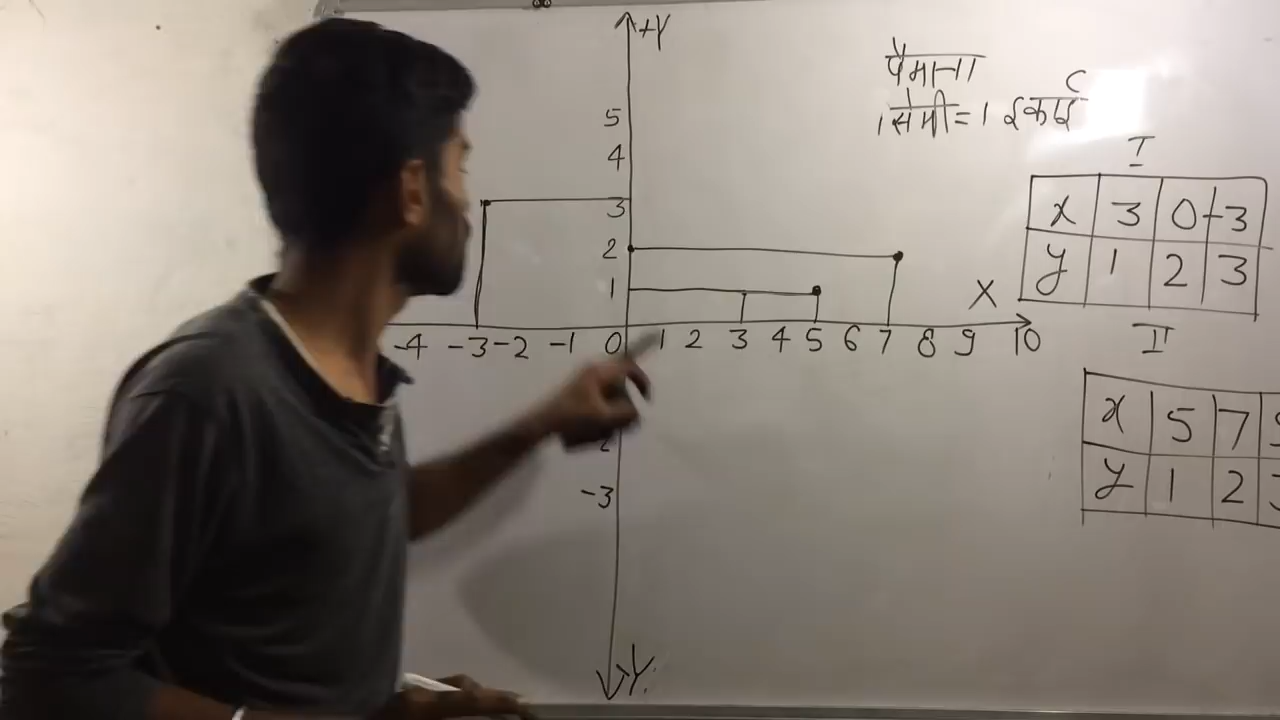 +Y
पैमाना
1 सेमी = 1 इकाई
5
4
3
2
1
-4 -3 -2 -1 0 1 2 3 4 5 6 7 8 9 10
X
2
-3
Y
I
x 3 0 -3
y 1 2 3
II
x 5 7
y 1 2